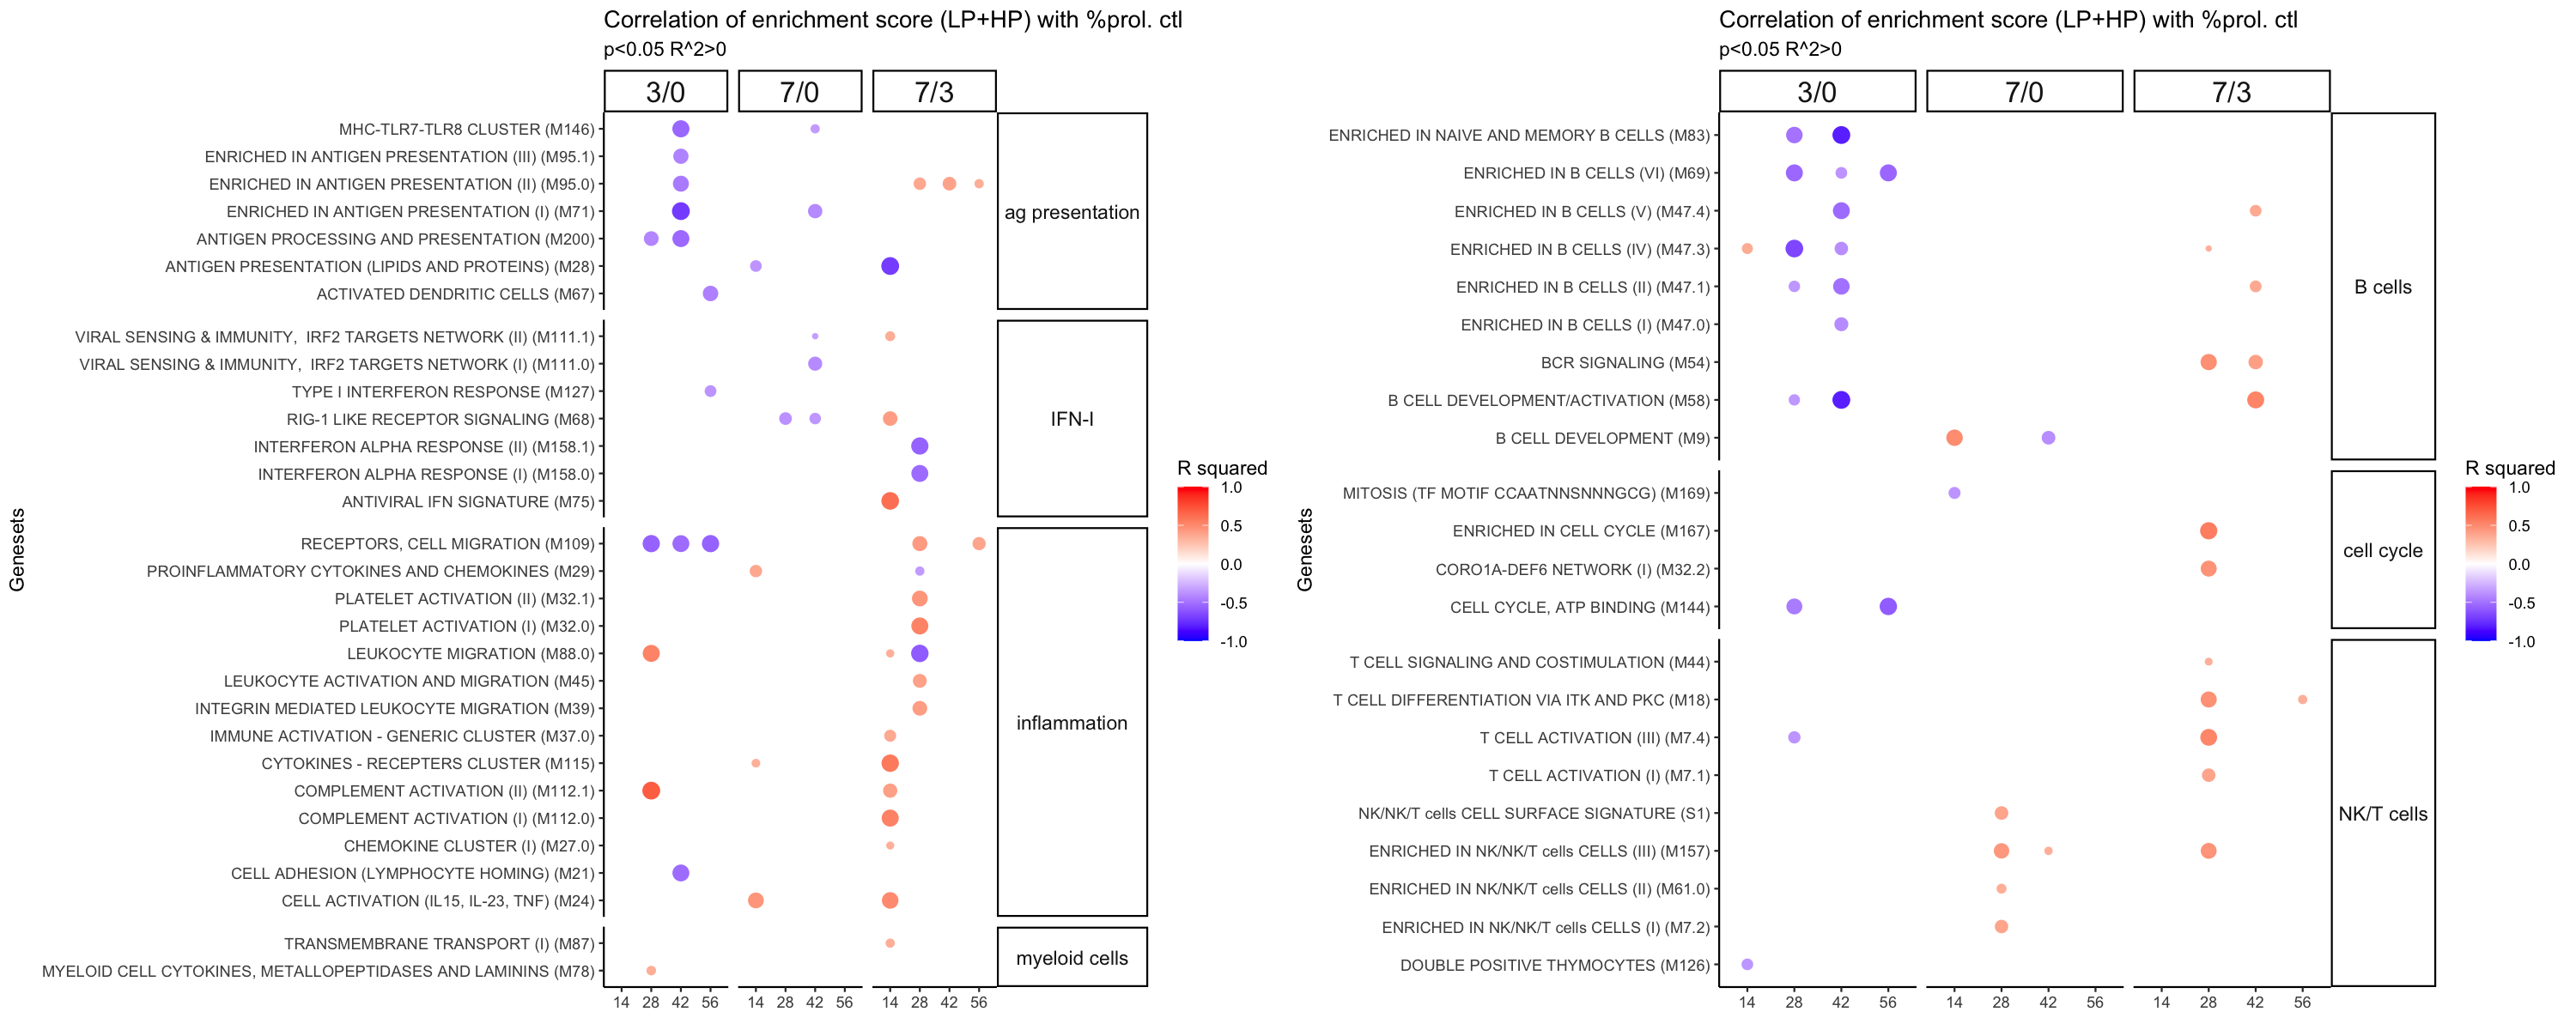 Correlation of enrichment score (LP+HP) with %prol. ctl
p<0.05 R^2>0
3/0
7/0
7/3
Genesets
MHC-TLR7-TLR8 CLUSTER (M146)
ENRICHED IN ANTIGEN PRESENTATION (III) (M95.1)
ENRICHED IN ANTIGEN PRESENTATION (II) (M95.0)
ENRICHED IN ANTIGEN PRESENTATION (I) (M71)
ANTIGEN PROCESSING AND PRESENTATION (M200)
ANTIGEN PRESENTATION (LIPIDS AND PROTEINS) (M28)
ACTIVATED DENDRITIC CELLS (M67)
ag presentation
VIRAL SENSING & IMMUNITY,  IRF2 TARGETS NETWORK (II) (M111.1)
VIRAL SENSING & IMMUNITY,  IRF2 TARGETS NETWORK (I) (M111.0)
TYPE I INTERFERON RESPONSE (M127)
RIG-1 LIKE RECEPTOR SIGNALING (M68)
INTERFERON ALPHA RESPONSE (II) (M158.1)
INTERFERON ALPHA RESPONSE (I) (M158.0)
ANTIVIRAL IFN SIGNATURE (M75)
IFN-I
RECEPTORS, CELL MIGRATION (M109)
PROINFLAMMATORY CYTOKINES AND CHEMOKINES (M29)
PLATELET ACTIVATION (II) (M32.1)
PLATELET ACTIVATION (I) (M32.0)
LEUKOCYTE MIGRATION (M88.0)
LEUKOCYTE ACTIVATION AND MIGRATION (M45)
INTEGRIN MEDIATED LEUKOCYTE MIGRATION (M39)
IMMUNE ACTIVATION - GENERIC CLUSTER (M37.0)
CYTOKINES - RECEPTERS CLUSTER (M115)
COMPLEMENT ACTIVATION (II) (M112.1)
COMPLEMENT ACTIVATION (I) (M112.0)
CHEMOKINE CLUSTER (I) (M27.0)
CELL ADHESION (LYMPHOCYTE HOMING) (M21)
CELL ACTIVATION (IL15, IL-23, TNF) (M24)
inflammation
TRANSMEMBRANE TRANSPORT (I) (M87)
MYELOID CELL CYTOKINES, METALLOPEPTIDASES AND LAMININS (M78)
myeloid cells
14 28 42 56
14 28 42 56
14 28 42 56
R squared
1.0
0.5
0.0
-0.5
-1.0
Correlation of enrichment score (LP+HP) with %prol. ctl
p<0.05 R^2>0
3/0
7/0
7/3
Genesets
ENRICHED IN NAIVE AND MEMORY B CELLS (M83)
ENRICHED IN B CELLS (VI) (M69)
ENRICHED IN B CELLS (V) (M47.4)
ENRICHED IN B CELLS (IV) (M47.3)
ENRICHED IN B CELLS (II) (M47.1)
ENRICHED IN B CELLS (I) (M47.0)
BCR SIGNALING (M54)
B CELL DEVELOPMENT/ACTIVATION (M58)
B CELL DEVELOPMENT (M9)
B cells
MITOSIS (TF MOTIF CCAATNNSNNNGCG) (M169)
ENRICHED IN CELL CYCLE (M167)
CORO1A-DEF6 NETWORK (I) (M32.2)
CELL CYCLE, ATP BINDING (M144)
cell cycle
T CELL SIGNALING AND COSTIMULATION (M44)
T CELL DIFFERENTIATION VIA ITK AND PKC (M18)
T CELL ACTIVATION (III) (M7.4)
T CELL ACTIVATION (I) (M7.1)
NK/NK/T cells CELL SURFACE SIGNATURE (S1)
ENRICHED IN NK/NK/T cells CELLS (III) (M157)
ENRICHED IN NK/NK/T cells CELLS (II) (M61.0)
ENRICHED IN NK/NK/T cells CELLS (I) (M7.2)
DOUBLE POSITIVE THYMOCYTES (M126)
NK/T cells
14 28 42 56
14 28 42 56
14 28 42 56
R squared
1.0
0.5
0.0
-0.5
-1.0